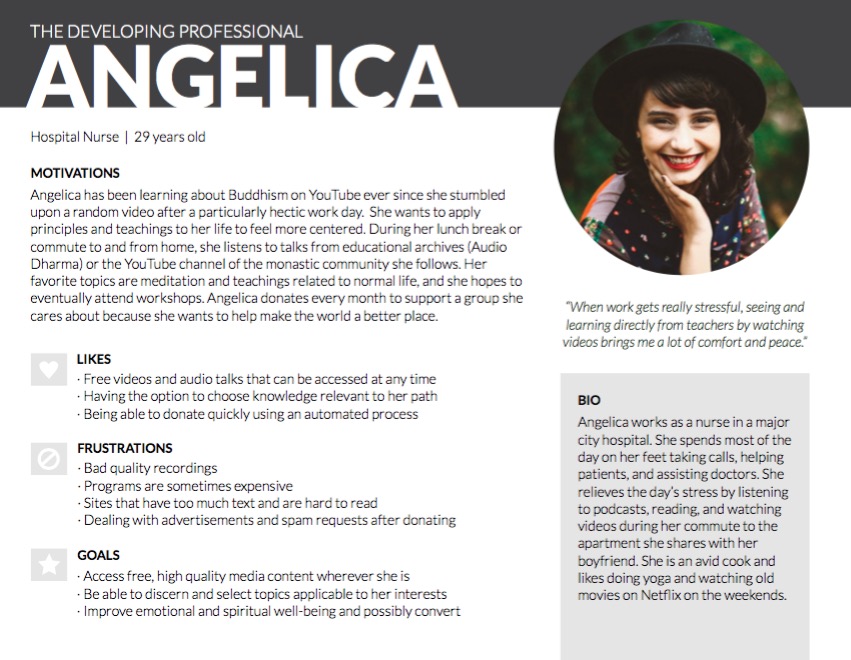 THE DEVELOPING PROFESSIONAL
ANGELICA
Hospital Nurse | 29 years old
MOTIVATIONS
Angelica has been learning about Buddhism on YouTube ever since she stumbled
upon a random video after a particularly hectic work day. She wants to apply
principles and teachings to her life to feel more centered. During her lunch break or
commute to and from home, she listens to talks from educational archives (Audio
Dharma) or the YouTube channel of the monastic community she follows. Her
favorite topics are meditation and teachings related to normal life, and she hopes to
eventually attend workshops. Angelica donates every month to support a group she
cares about because she wants to help make the world a better place.
LIKES
· Free videos and audio talks that can be accessed at any time
· Having the option to choose knowledge relevant to her path
· Being able to donate quickly using an automated process
FRUSTRATIONS
· Bad quality recordings
· Programs are sometimes expensive
· Sites that have too much text and are hard to read
· Dealing with advertisements and spam requests after donating
GOALS
· Access free, high quality media content wherever she is
· Be able to discern and select topics applicable to her interests
· Improve emotional and spiritual well-being and possibly convert
“When work gets really stressful, seeing and
learning directly from teachers by watching
videos brings me a lot of comfort and peace.”
BIO
Angelica works as a nurse in a major
city hospital. She spends most of the
day on her feet taking calls, helping
patients, and assisting doctors. She
relieves the day’s stress by listening
to podcasts, reading, and watching
videos during her commute to the
apartment she shares with her
boyfriend. She is an avid cook and
likes doing yoga and watching old
movies on Netflix on the weekends.